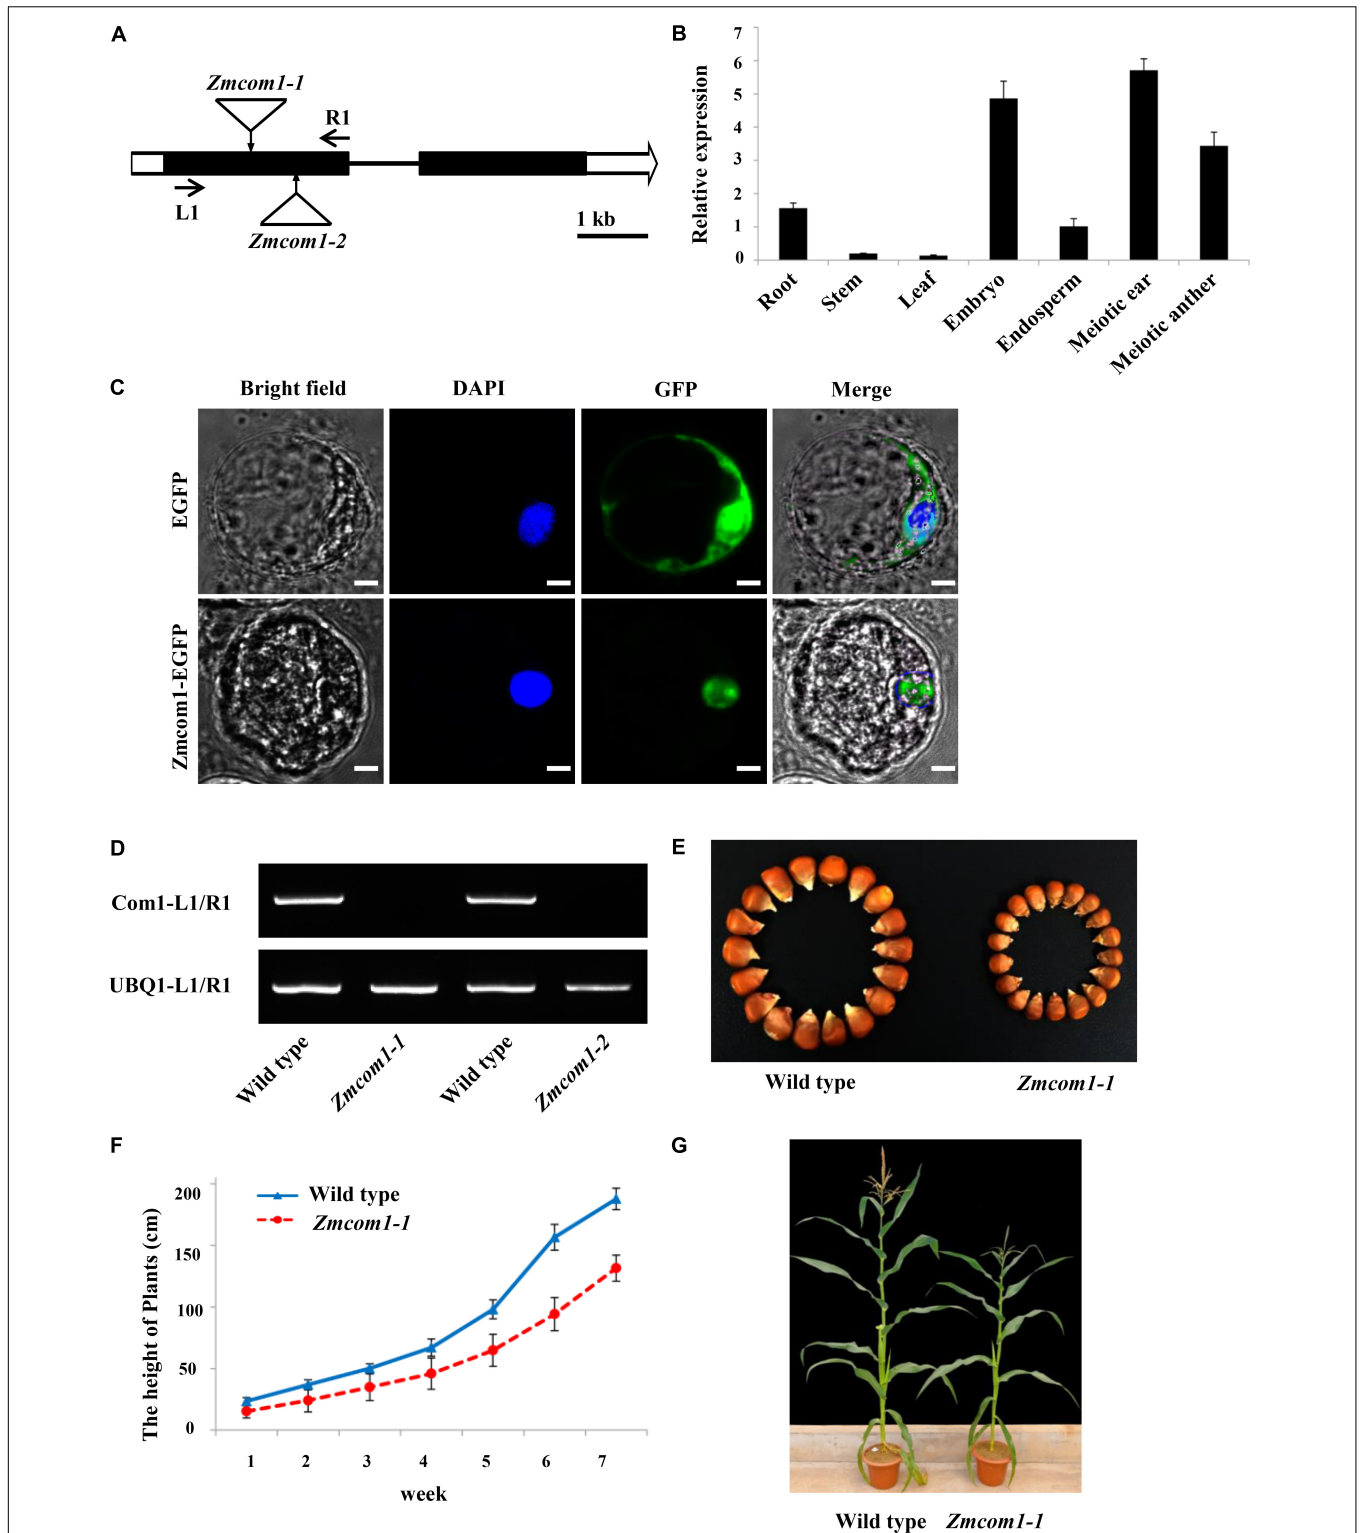 A
Zmcom1-1
R1
L1
Zmcom1-2
1 kb
B
Relative expression
7
6
5
4
3
2
1
0
Root
Stem
Leaf
Embryo
Endosperm
Meiotic ear
Meiotic anther
C
Bright field DAPI GFP Merge
EGFP
Zmcom1-EGFP
D
Com1-L1/R1
UBQ1-L1/R1
Wild type
Zmcom1-1
Wild type
Zmcom1-2
E
Wild type Zmcom1-1
F
The height of Plants (cm)
200
150
100
50
0
Wild type
Zmcom1-1
1 2 3 4 5 6 7
week
G
Wild type Zmcom1-1